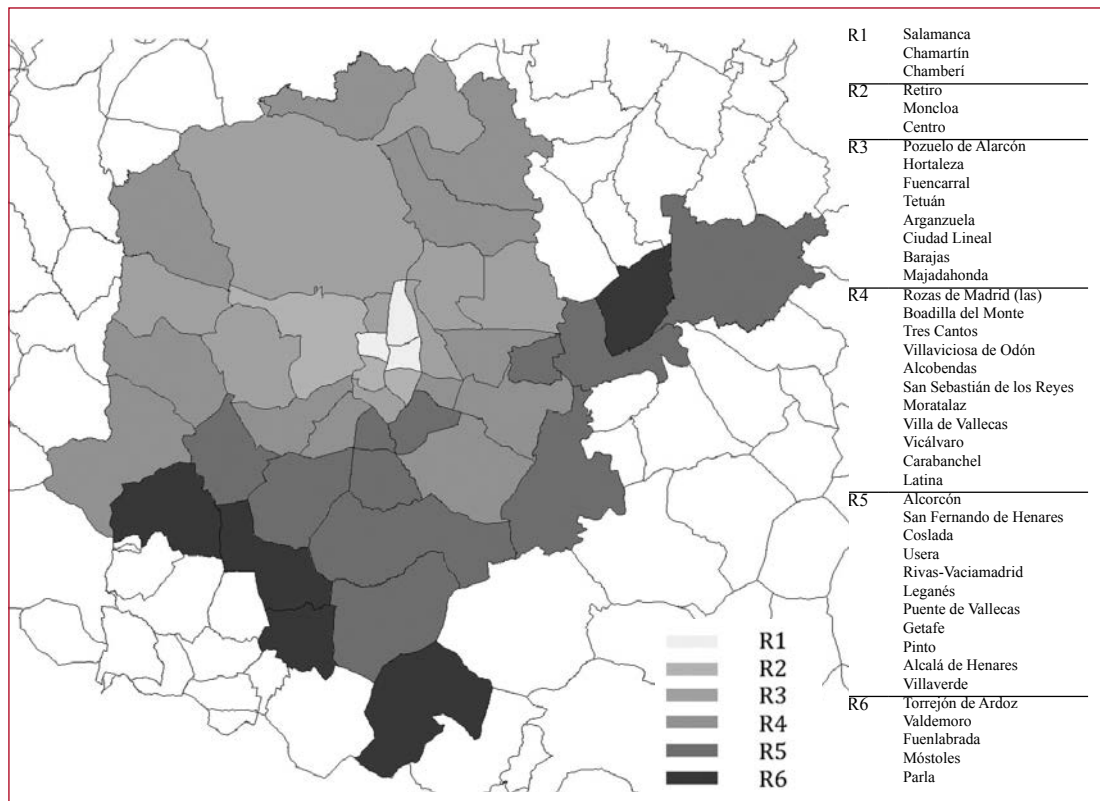 R1 Salamanca
Chamartín
Chamberí
R2 Retiro
Moncloa
Centro
R3 Pozuelo de Alarcón
Hortaleza
Fuencarral
Tetuán
Arganzuela
Ciudad Lineal
Barajas
Majadahonda
R4 Rozas de Madrid (las)
Boadilla del Monte
Tres Cantos
Villaviciosa de Odón
Alcobendas
San Sebastián de los Reyes
Moratalaz
Villa de Vallecas
Vicálvaro
Carabanchel
Latina
R5 Alcorcón
San Fernando de Henares
Coslada
Usera
Rivas-Vaciamadrid
Leganés
Puente de Vallecas
Getafe
Pinto
Alcalá de Henares
Villaverde
R6 Torrejón de Ardoz
Valdemoro
Fuenlabrada
Móstoles
Parla
R1
R2
R3
R4
R5
R6